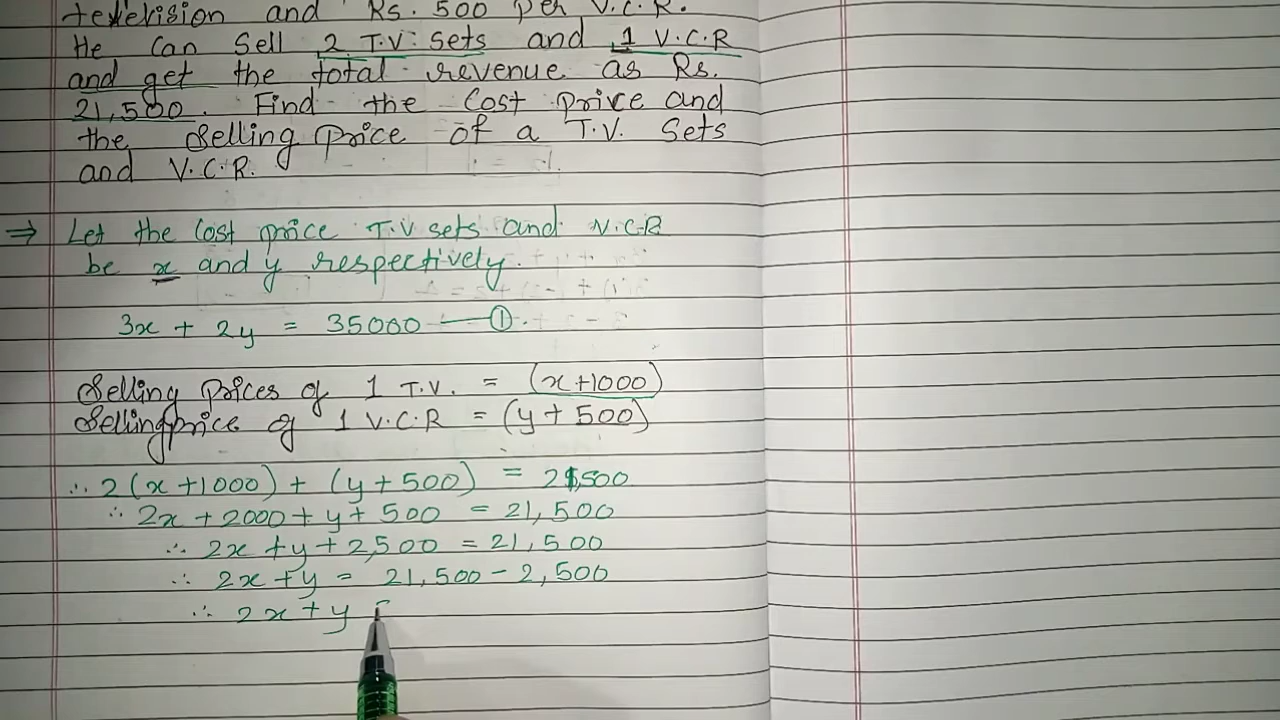 television and Rs. 500 per V.C.R.
He can sell 2 T.V. sets and 1 V.C.R
and get the total revenue as Rs.
21,500. Find the cost price and
the selling price of a T.V. Sets
and V.C.R.
⇒ Let the cost price T.V sets and V.C.R
be x and y respectively.
3x + 2y = 35000 — ①.
Selling prices of 1 T.V. = (x+1000)
Selling price of 1 V.C.R = (y + 500)
∴ 2(x+1000) + (y+500) = 21,500
∴ 2x + 2000 + y + 500 = 21,500
∴ 2x + y + 2,500 = 21,500
∴ 2x + y = 21,500 - 2,500
∴ 2x + y